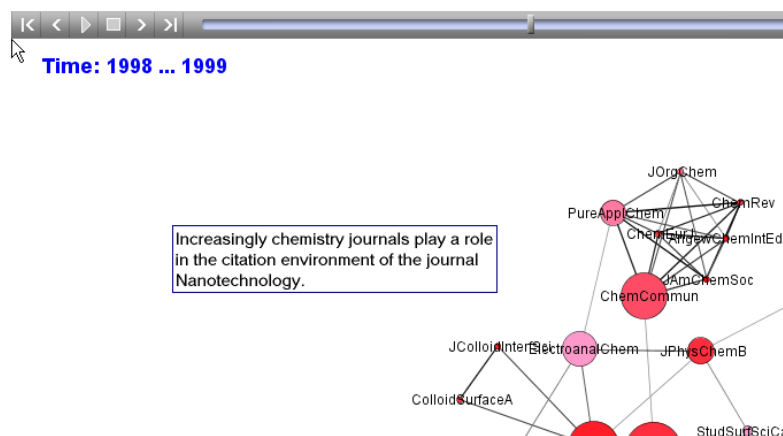 Time: 1998 ... 1999
JOrgChem
ChemRev
PureApplChem
AngewChemIntEd
Increasingly chemistry journals play a role
in the citation environment of the journal
Nanotechnology.
JAmChemSoc
ChemCommun
ElectroanalChem
JPhysChemB
ColloidSurfaceA